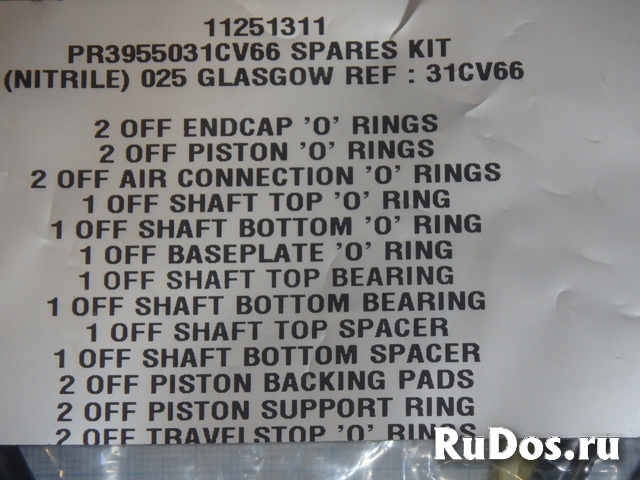 11251311
PR3955031CV66 SPARES KIT
(NITRILE) 025 GLASGOW REF : 31CV66
2 OFF ENDCAP 'O' RINGS
2 OFF PISTON 'O' RINGS
2 OFF AIR CONNECTION 'O' RINGS
1 OFF SHAFT TOP 'O' RING
1 OFF SHAFT BOTTOM 'O' RING
1 OFF BASEPLATE 'O' RING
1 OFF SHAFT TOP BEARING
1 OFF SHAFT BOTTOM BEARING
1 OFF SHAFT TOP SPACER
1 OFF SHAFT BOTTOM SPACER
2 OFF PISTON BACKING PADS
2 OFF PISTON SUPPORT RING
2 OFF TRAVELSTOP 'O' RINGS
RuDos.ru